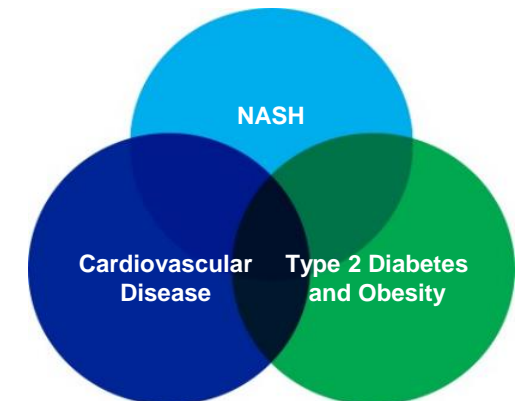 NASH
Cardiovascular
Disease
Type 2 Diabetes
and Obesity